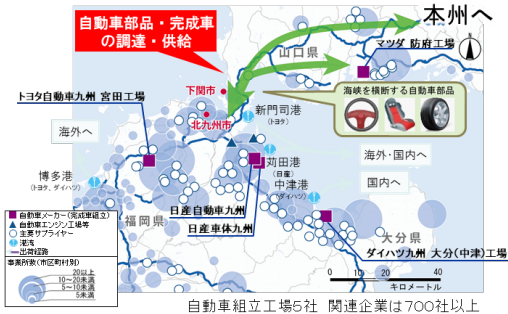 自動車部品・完成車
の調達・供給
本州へ
山口県
マツダ 防府工場
トヨタ自動車九州 宮田工場
下関市
北九州市
海峡を横断する自動車部品
新門司港
(トヨタ)
海外へ
苅田港
(日産)
海外・国内へ
博多港
(トヨタ、ダイハツ)
中津港
(ダイハツ)
国内へ
日産自動車九州
福岡県
日産車体九州
大分県
ダイハツ九州 大分(中津)工場
自動車メーカー(完成車組立)
自動車エンジン工場等
主要サプライヤー
港湾
出荷経路
事業所数(市区町村別)
20以上
10～20未満
5～10未満
5未満
0 10 20 40
キロメートル
自動車組立工場5社 関連企業は700社以上